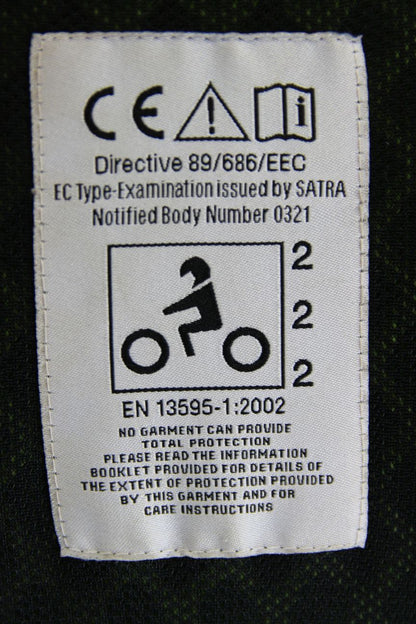 CE
Directive 89/686/EEC
EC Type-Examination issued by SATRA
Notified Body Number 0321
2
2
2
EN 13595-1:2002
NO GARMENT CAN PROVIDE
TOTAL PROTECTION
PLEASE READ THE INFORMATION
BOOKLET PROVIDED FOR DETAILS OF
THE EXTENT OF PROTECTION PROVIDED
BY THIS GARMENT AND FOR
CARE INSTRUCTIONS